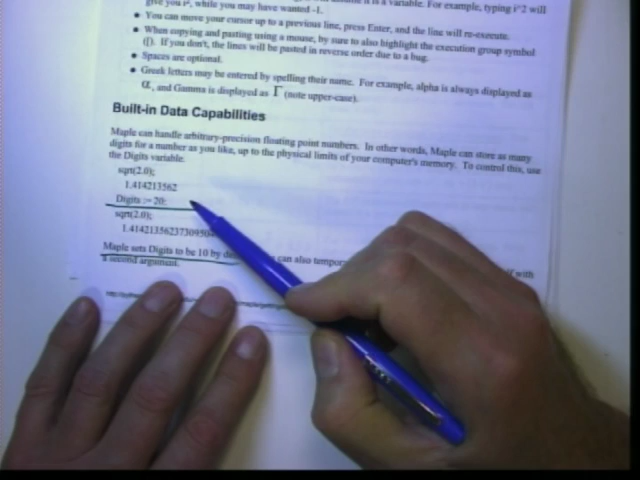 give you i², while you may have wanted -1.
• You can move your cursor up to a previous line, press Enter, and the line will re-execute.
• When copying and pasting using a mouse, by sure to also highlight the execution group symbol
([). If you don't, the lines will be pasted in reverse order due to a bug.
• Spaces are optional.
• Greek letters may be entered by spelling their name. For example, alpha is always displayed as
α, and Gamma is displayed as Γ (note upper-case).
Built-in Data Capabilities
Maple can handle arbitrary-precision floating point numbers. In other words, Maple can store as many
digits for a number as you like, up to the physical limits of your computer's memory. To control this, use
the Digits variable.
sqrt(2.0);
1.414213562
Digits := 20;
sqrt(2.0);
1.4142135623730950
Maple sets Digits to be 10 by can also with
a second argument.